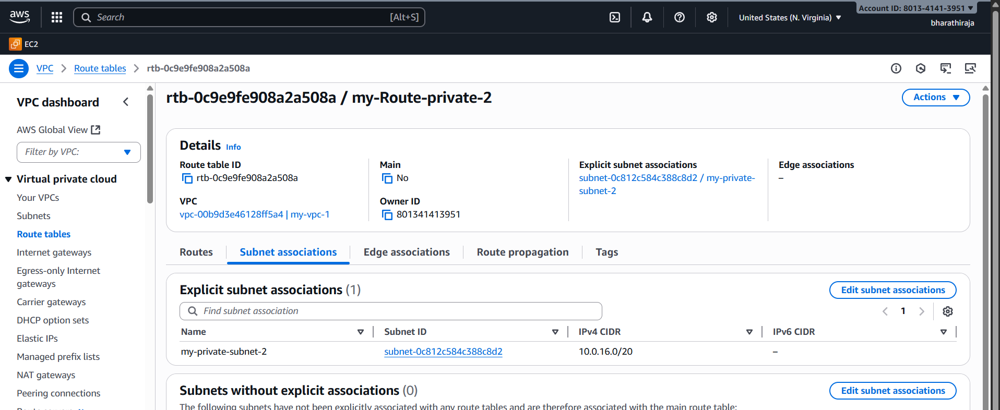 aws
Search [Alt+S]
United States (N. Virginia)
Account ID: 8013-4141-3951
bharathiraja
EC2
VPC
Route tables
rtb-0c9e9fe908a2a508a
VPC dashboard
AWS Global View
Filter by VPC:
Virtual private cloud
Your VPCs
Subnets
Route tables
Internet gateways
Egress-only Internet
gateways
Carrier gateways
DHCP option sets
Elastic IPs
Managed prefix lists
NAT gateways
Peering connections
rtb-0c9e9fe908a2a508a / my-Route-private-2
Actions
Details Info
Route table ID
rtb-0c9e9fe908a2a508a
VPC
vpc-00b9d3e46128ff5a4 | my-vpc-1
Main
No
Owner ID
801341413951
Explicit subnet associations
subnet-0c812c584c388c8d2 / my-private-
subnet-2
Edge associations
–
Routes
Subnet associations
Edge associations
Route propagation
Tags
Explicit subnet associations (1)
Edit subnet associations
Find subnet association
1
Name Subnet ID IPv4 CIDR IPv6 CIDR
my-private-subnet-2 subnet-0c812c584c388c8d2 10.0.16.0/20 –
Subnets without explicit associations (0)
Edit subnet associations
The following subnets have not been explicitly associated with any route tables and are therefore associated with the main route table: